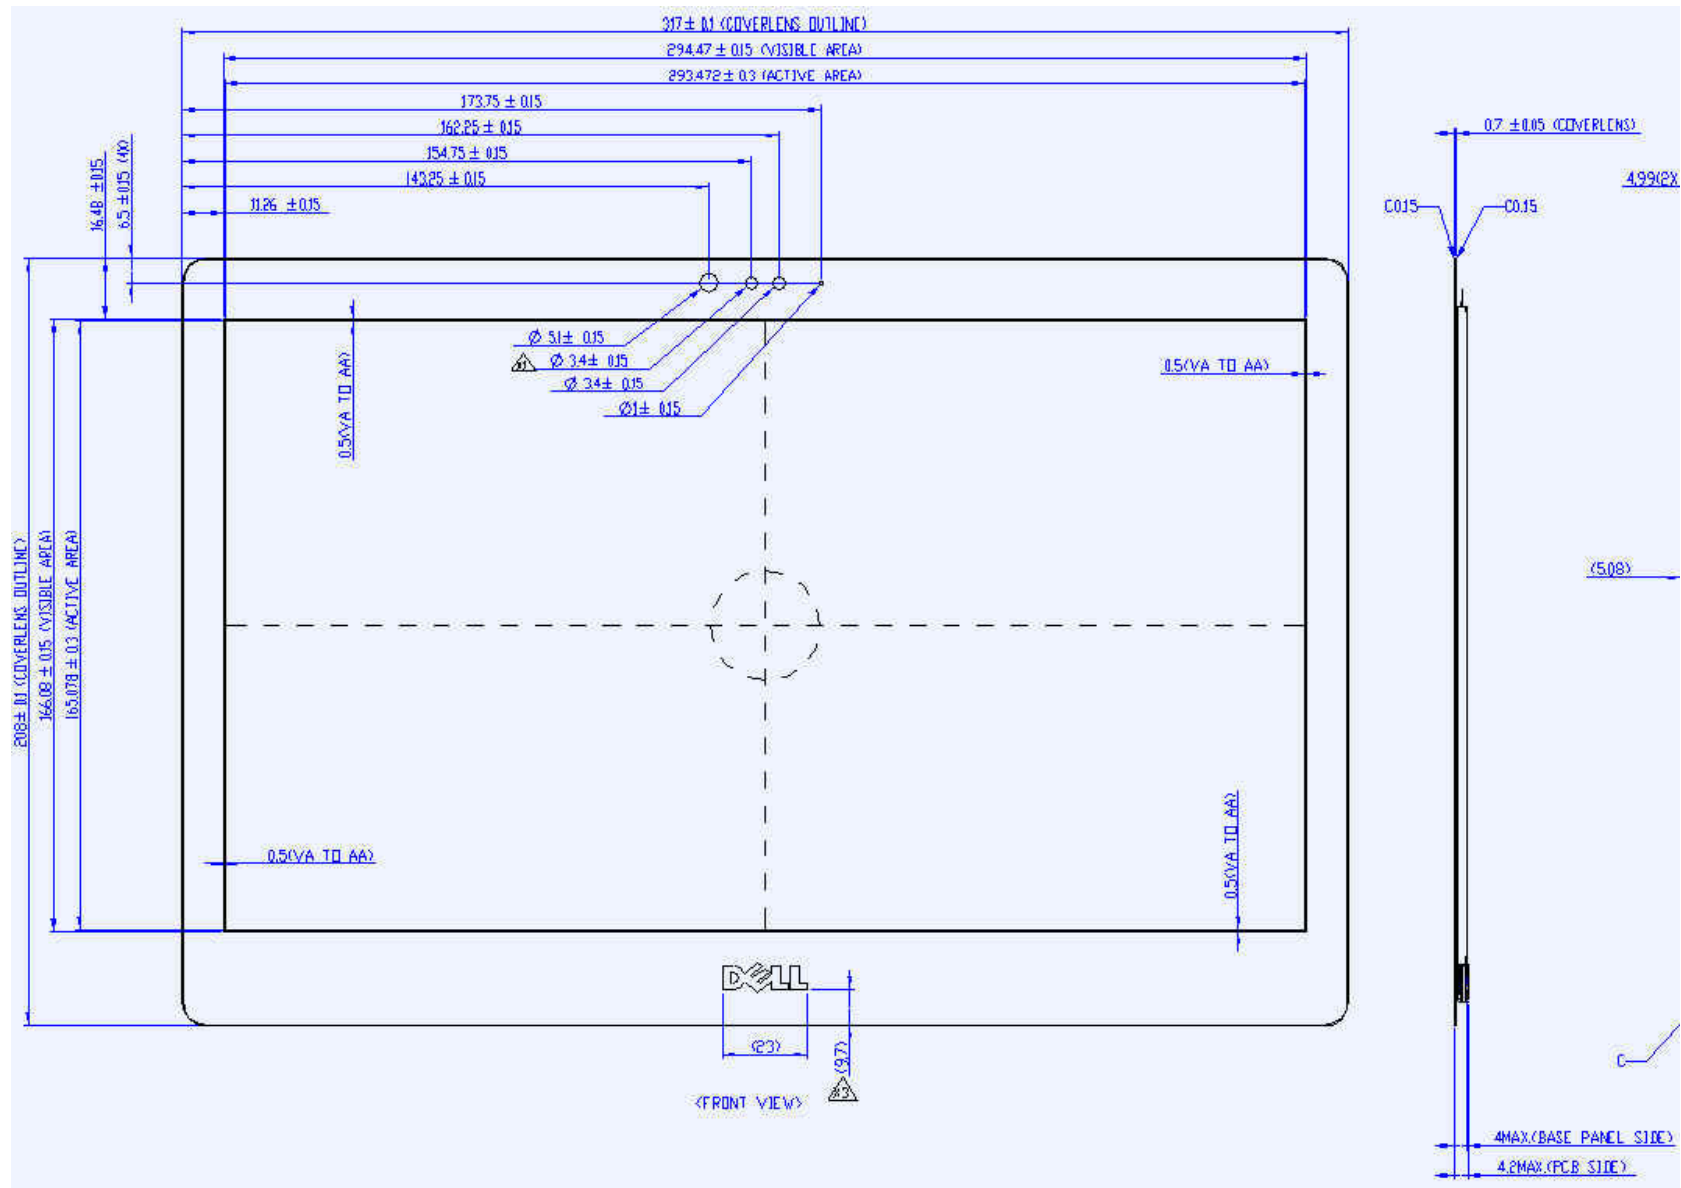 317± 0.1 (COVERLENS OUTLINE)
294.47 ± 0.15 (VISIBLE AREA)
293.472 ± 0.3 (ACTIVE AREA)
173.75 ± 0.15
162.25 ± 0.15
154.75 ± 0.15
143.25 ± 0.15
11.26 ±0.15
16.48 ±0.15
6.5 ±0.15 (4X)
0.7 ±0.05 (COVERLENS)
4.99(2X
C0.15
C0.15
Ø 5.1± 0.15
Ø 3.4± 0.15
Ø 3.4± 0.15
Ø1± 0.15
0.5(VA TO AA)
0.5(VA TO AA)
208± 0.1 (COVERLENS OUTLINE)
166.08 ± 0.15 (VISIBLE AREA)
165.078 ± 0.3 (ACTIVE AREA)
(5.08)
0.5(VA TO AA)
0.5(VA TO AA)
DELL
(23)
(9.7)
(FRONT VIEW)
C
4MAX.(BASE PANEL SIDE)
4.2MAX.(PCB SIDE)